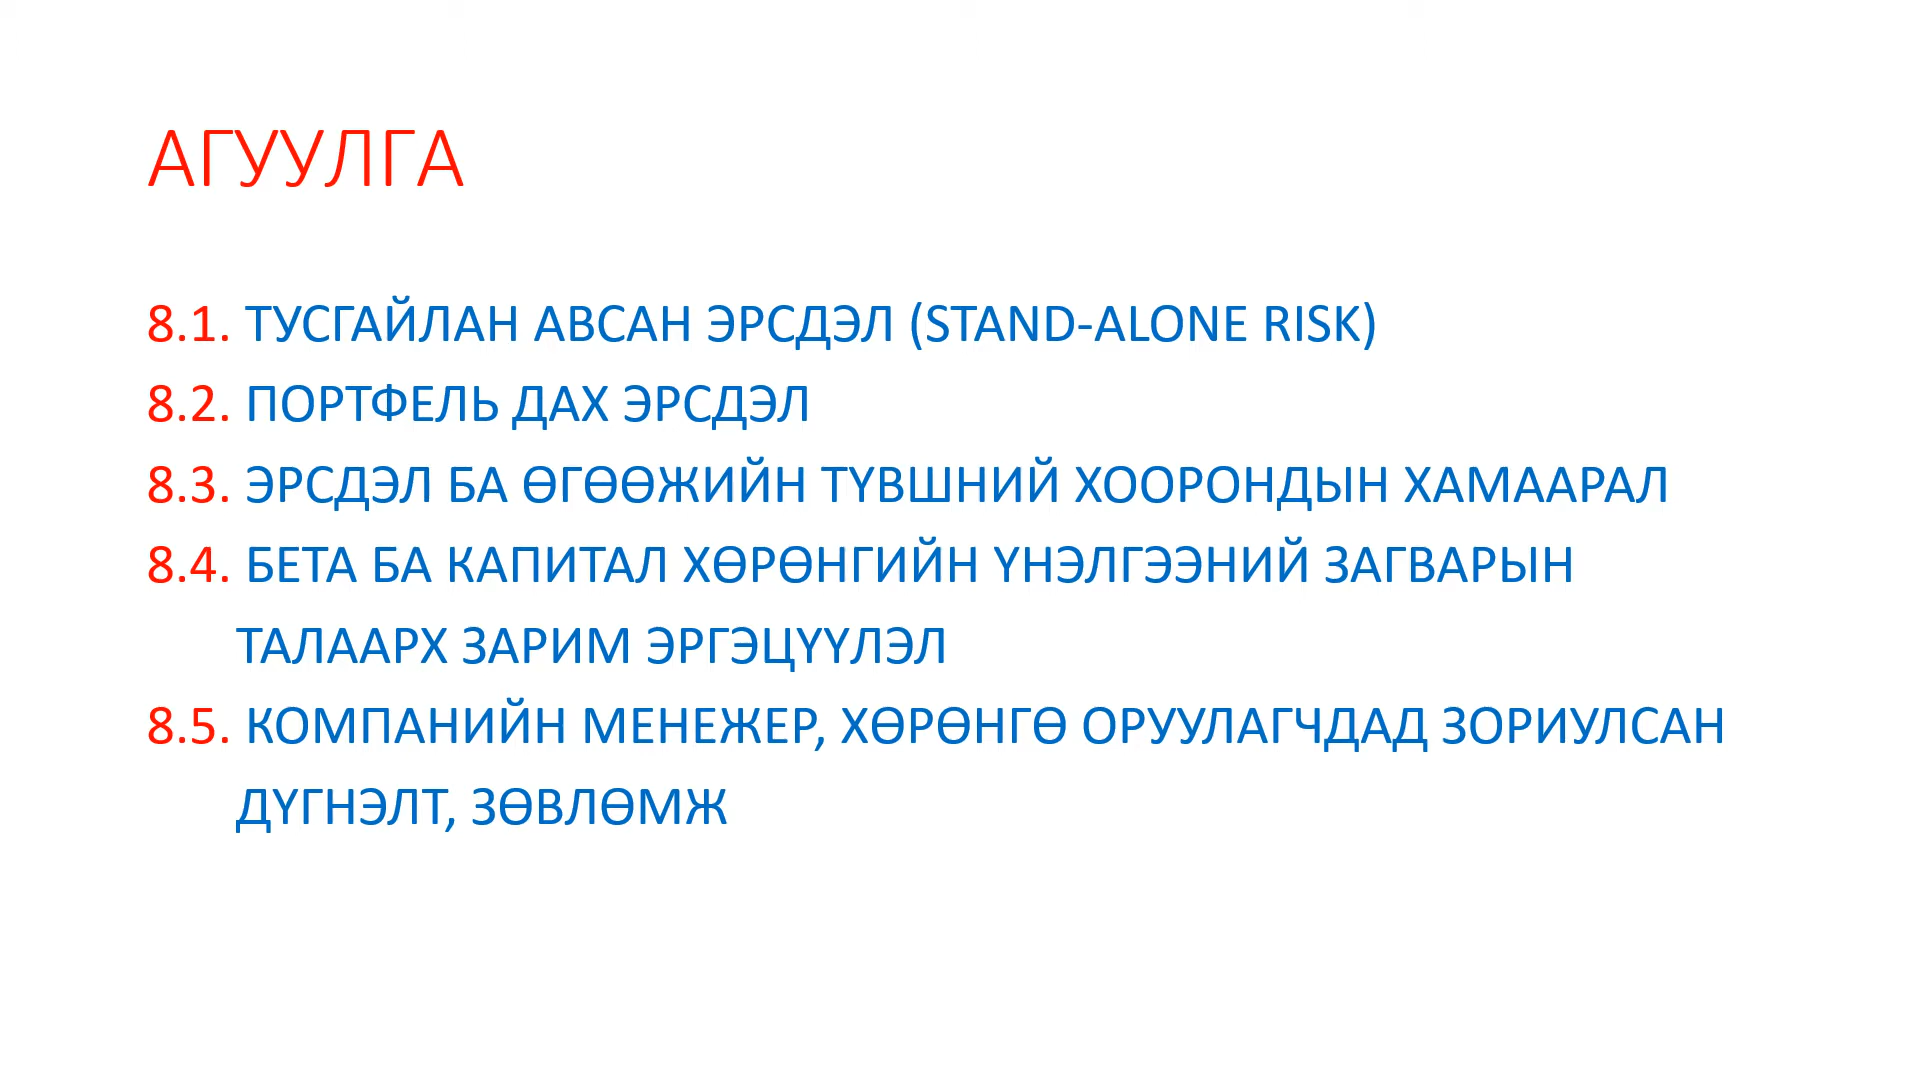 АГУУЛГА
8.1. ТУСГАЙЛАН АВСАН ЭРСДЭЛ (STAND-ALONE RISK)
8.2. ПОРТФЕЛЬ ДАХ ЭРСДЭЛ
8.3. ЭРСДЭЛ БА ӨГӨӨЖИЙН ТҮВШНИЙ ХООРОНДЫН ХАМААРАЛ
8.4. БЕТА БА КАПИТАЛ ХӨРӨНГИЙН ҮНЭЛГЭЭНИЙ ЗАГВАРЫН
ТАЛААРХ ЗАРИМ ЭРГЭЦҮҮЛЭЛ
8.5. КОМПАНИЙН МЕНЕЖЕР, ХӨРӨНГӨ ОРУУЛАГЧДАД ЗОРИУЛСАН
ДҮГНЭЛТ, ЗӨВЛӨМЖ